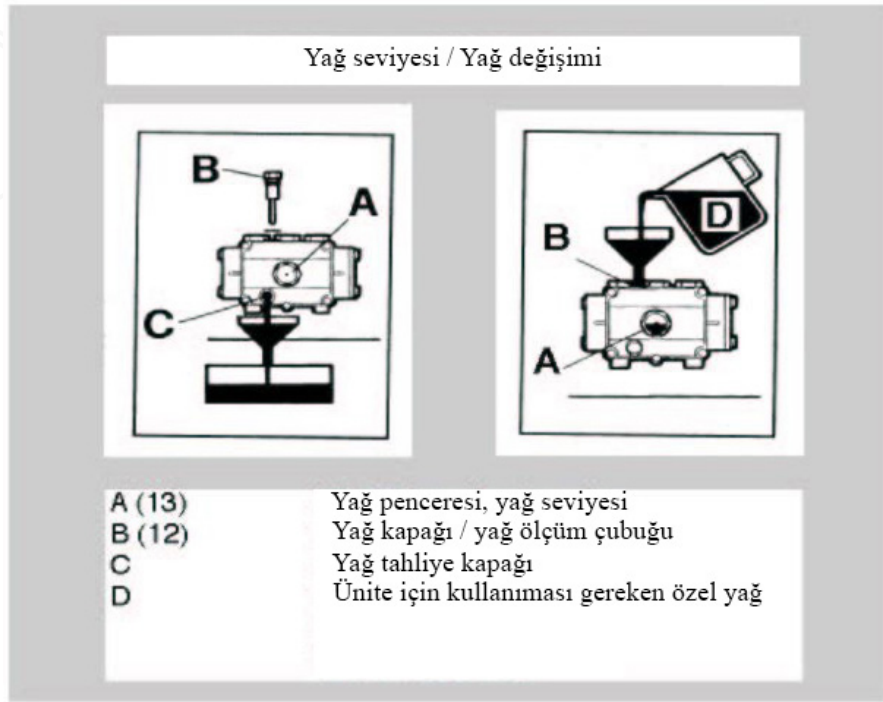 Yağ seviyesi / Yağ değişimi
B
A
C
D
B
A
A (13) Yağ penceresi, yağ seviyesi
B (12) Yağ kapağı / yağ ölçüm çubuğu
C Yağ tahliye kapağı
D Ünite için kullanıması gereken özel yağ